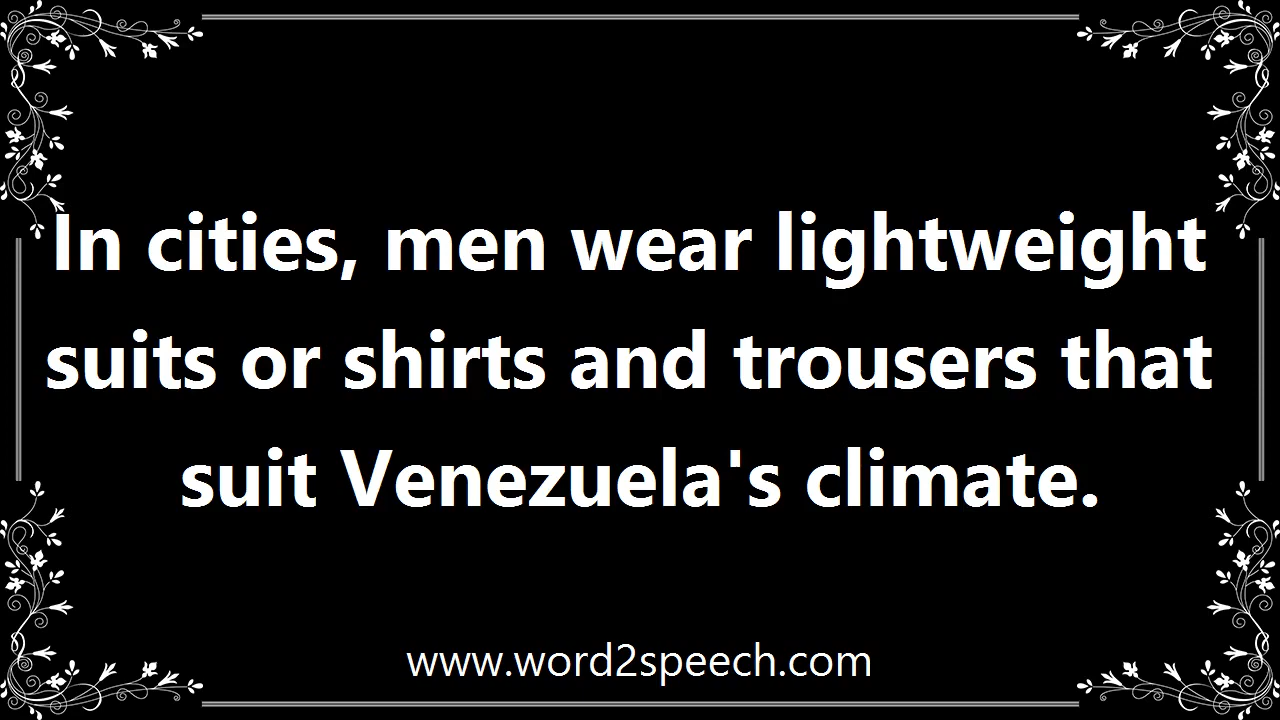 In cities, men wear lightweight
suits or shirts and trousers that
suit Venezuela's climate.
www.word2speech.com